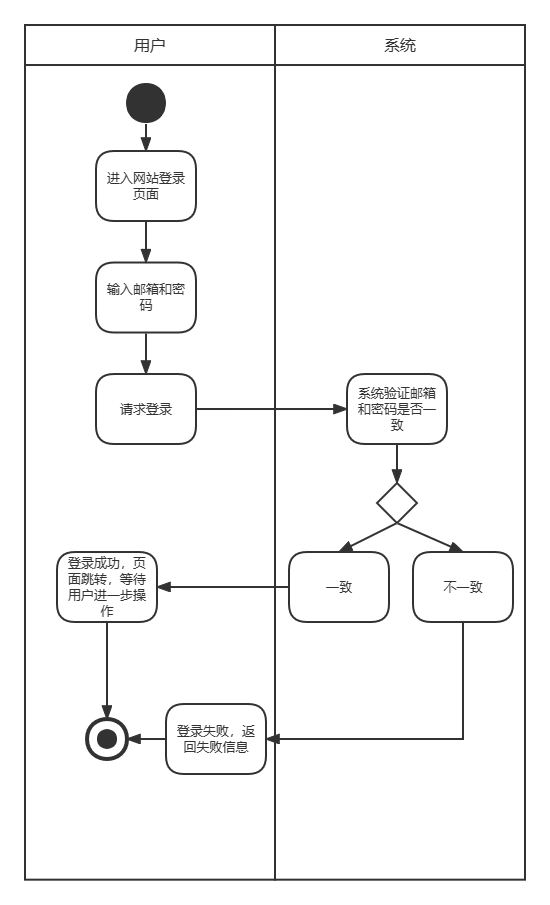 用户
系统
进入网站登录
页面
输入邮箱和密
码
请求登录
系统验证邮箱
和密码是否一
致
登录成功，页
面跳转，等待
用户进一步操
作
一致
不一致
登录失败，返
回失败信息